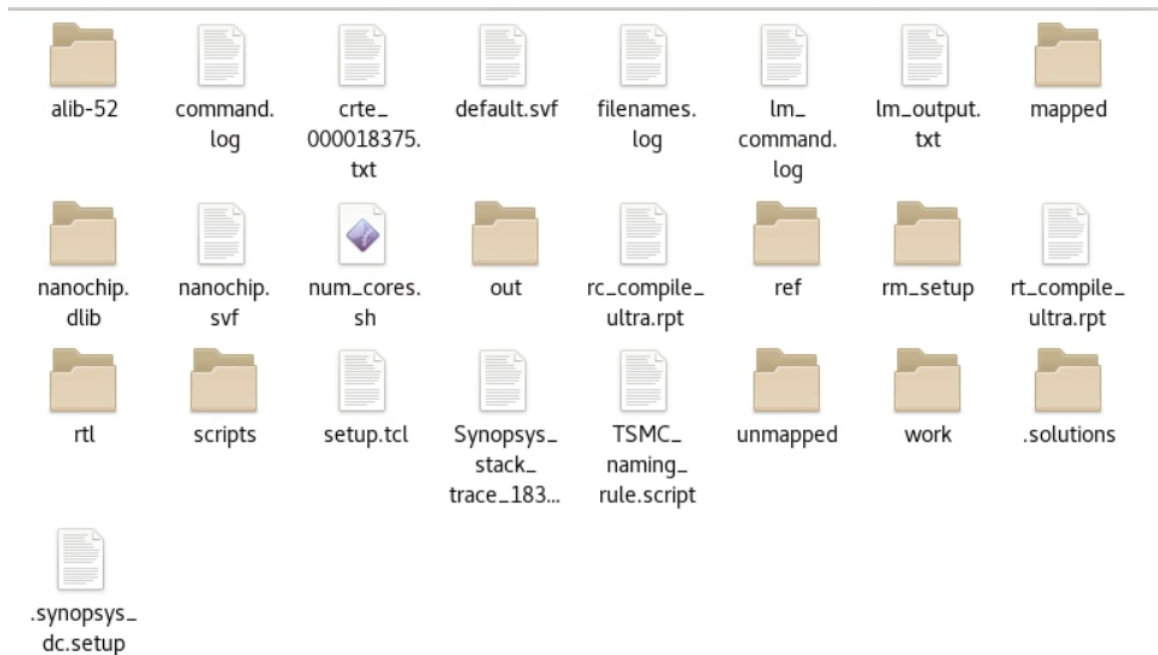 alib-52
command.
log
crte_
000018375.
txt
default.svf
filenames.
log
lm_
command.
log
lm_output.
txt
mapped
nanochip.
dlib
nanochip.
svf
num_cores.
sh
out
rc_compile_
ultra.rpt
ref
rm_setup
rt_compile_
ultra.rpt
rtl
scripts
setup.tcl
Synopsys_
stack_
trace_183...
TSMC_
naming_
rule.script
unmapped
work
.solutions
.synopsys_
dc.setup